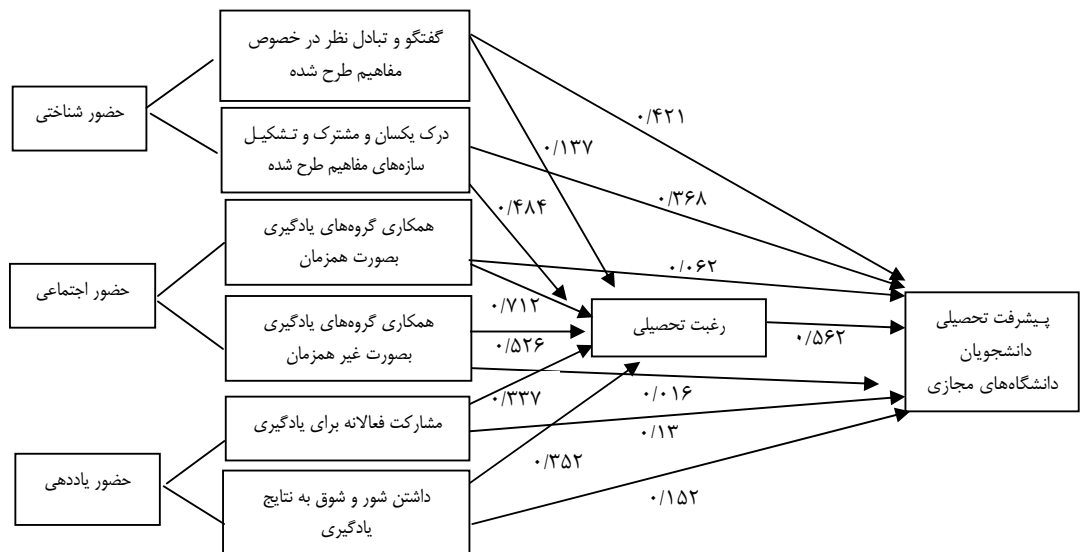 گفتگو و تبادل نظر در خصوص
مفاهیم طرح شده
حضور شناختی
درک یکسان و مشترک و تشکیل
سازه‌های مفاهیم طرح شده
۰/۴۲۱
۰/۱۳۷
۰/۳۶۸
۰/۴۸۴
همکاری گروه‌های یادگیری
بصورت همزمان
۰/۰۶۲
حضور اجتماعی
۰/۷۱۲
همکاری گروه‌های یادگیری
بصورت غیر همزمان
۰/۵۲۶
رغبت تحصیلی
۰/۵۶۲
پیشرفت تحصیلی
دانشجویان
دانشگاه‌های مجازی
۰/۳۳۷
۰/۰۱۶
مشارکت فعالانه برای یادگیری
۰/۱۳
حضور یاددهی
۰/۳۵۲
داشتن شور و شوق به نتایج
یادگیری
۰/۱۵۲